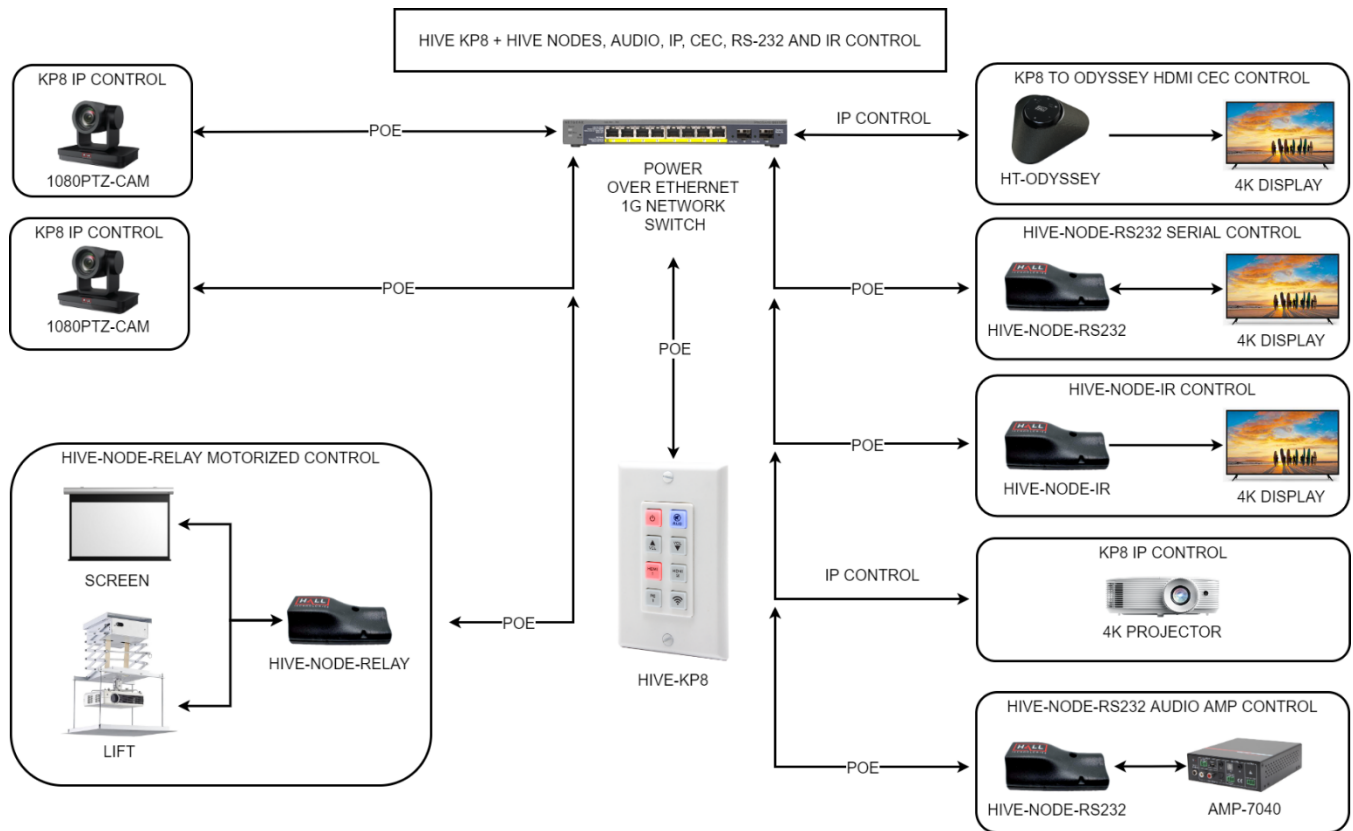 HIVE KP8 + HIVE NODES, AUDIO, IP, CEC, RS-232 AND IR CONTROL
KP8 IP CONTROL
1080PTZ-CAM
POE
KP8 IP CONTROL
1080PTZ-CAM
POE
POWER
OVER ETHERNET
1G NETWORK
SWITCH
POE
HIVE-KP8
HIVE-NODE-RELAY MOTORIZED CONTROL
SCREEN
LIFT
HALL
HIVE-NODE-RELAY
POE
KP8 TO ODYSSEY HDMI CEC CONTROL
IP CONTROL
HT-ODYSSEY
4K DISPLAY
HIVE-NODE-RS232 SERIAL CONTROL
POE
HALL
HIVE-NODE-RS232
4K DISPLAY
HIVE-NODE-IR CONTROL
POE
HALL
HIVE-NODE-IR
4K DISPLAY
KP8 IP CONTROL
IP CONTROL
4K PROJECTOR
HIVE-NODE-RS232 AUDIO AMP CONTROL
POE
HALL
HIVE-NODE-RS232
AMP-7040